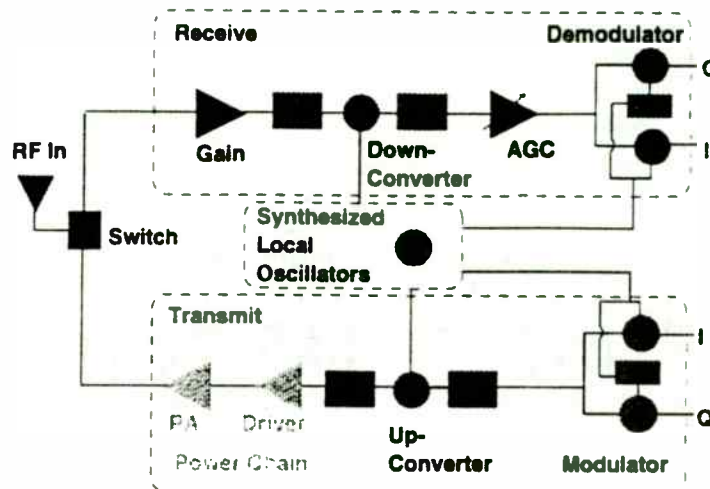 Receive
Demodulator
Q
RF In
Gain
Down-
Converter
AGC
I
Switch
Synthesized
Local
Oscillators
Transmit
I
PA
Driver
Up-
Converter
Q
Power Chain
Modulator